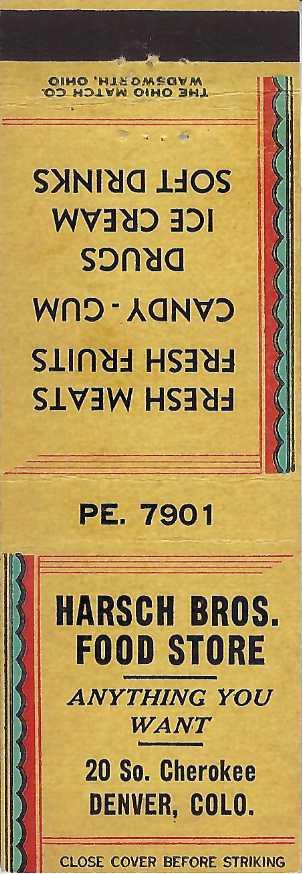 THE OHIO MATCH CO.
WADSWORTH, OHIO
FRESH MEATS
FRESH FRUITS
CANDY - GUM
DRUGS
ICE CREAM
SOFT DRINKS
PE. 7901
HARSCH BROS.
FOOD STORE
ANYTHING YOU
WANT
20 So. Cherokee
DENVER, COLO.
CLOSE COVER BEFORE STRIKING